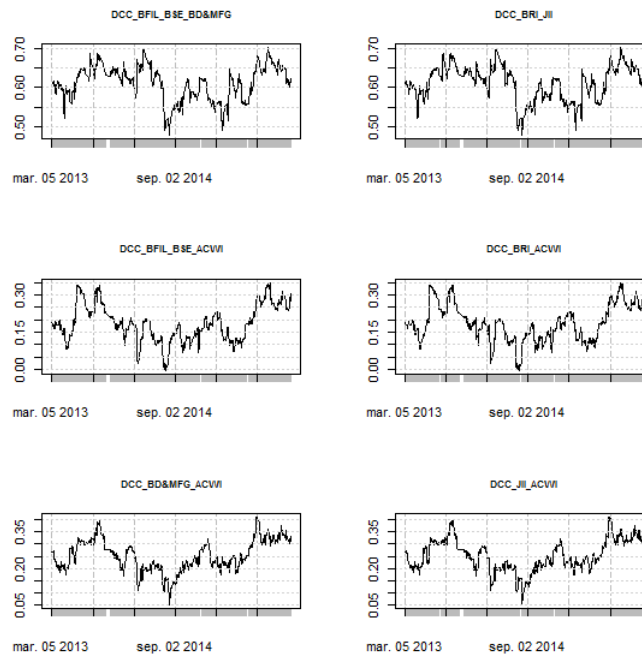 DCC_BFIL_BSE_BD&MFG
DCC_BRI_JII
0.70
0.60
0.50
0.70
0.60
0.50
mar. 05 2013 sep. 02 2014
mar. 05 2013 sep. 02 2014
DCC_BFIL_BSE_ACWI
DCC_BRI_ACWI
0.30
0.15
0.00
0.30
0.15
0.00
mar. 05 2013 sep. 02 2014
mar. 05 2013 sep. 02 2014
DCC_BD&MFG_ACWI
DCC_JII_ACWI
0.35
0.20
0.05
0.35
0.20
0.05
mar. 05 2013 sep. 02 2014
mar. 05 2013 sep. 02 2014